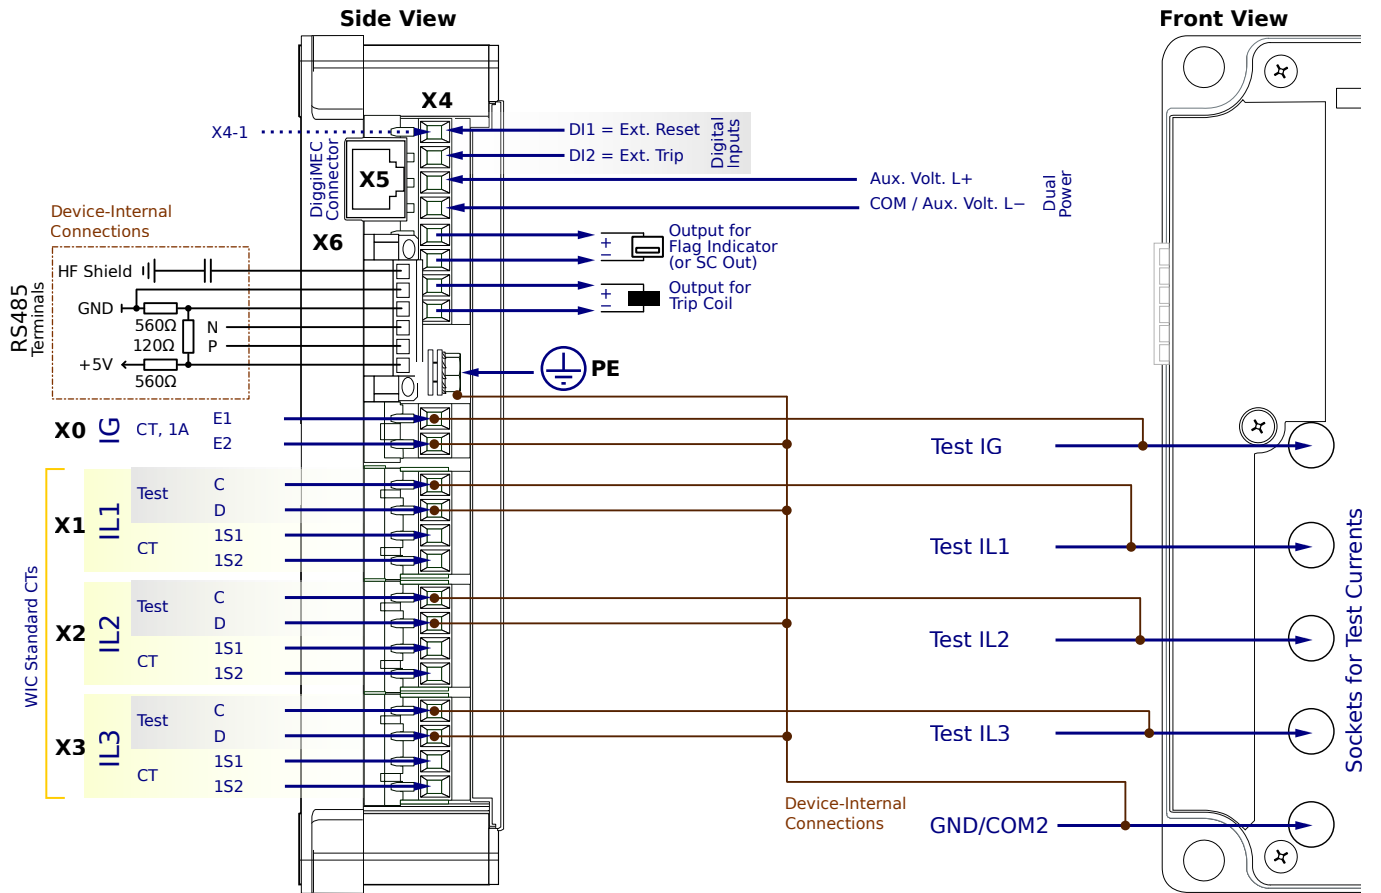 Side View
Front View
X4
X4-1
DI1 = Ext. Reset
DI2 = Ext. Trip
Digital
Inputs
DiggiMEC
Connector
X5
Aux. Volt. L+
COM / Aux. Volt. L−
Dual
Power
Device-Internal
Connections
X6
+
−
Output for
Flag Indicator
(or SC Out)
+
−
Output for
Trip Coil
RS485
Terminals
HF Shield
GND
560Ω
N
120Ω
P
+5V
560Ω
PE
X0
IG
CT, 1A
E1
E2
Test IG
WIC Standard CTs
X1
IL1
Test
C
D
CT
1S1
1S2
Test IL1
X2
IL2
Test
C
D
CT
1S1
1S2
Test IL2
X3
IL3
Test
C
D
CT
1S1
1S2
Test IL3
Device-Internal
Connections
GND/COM2
Sockets for Test Currents